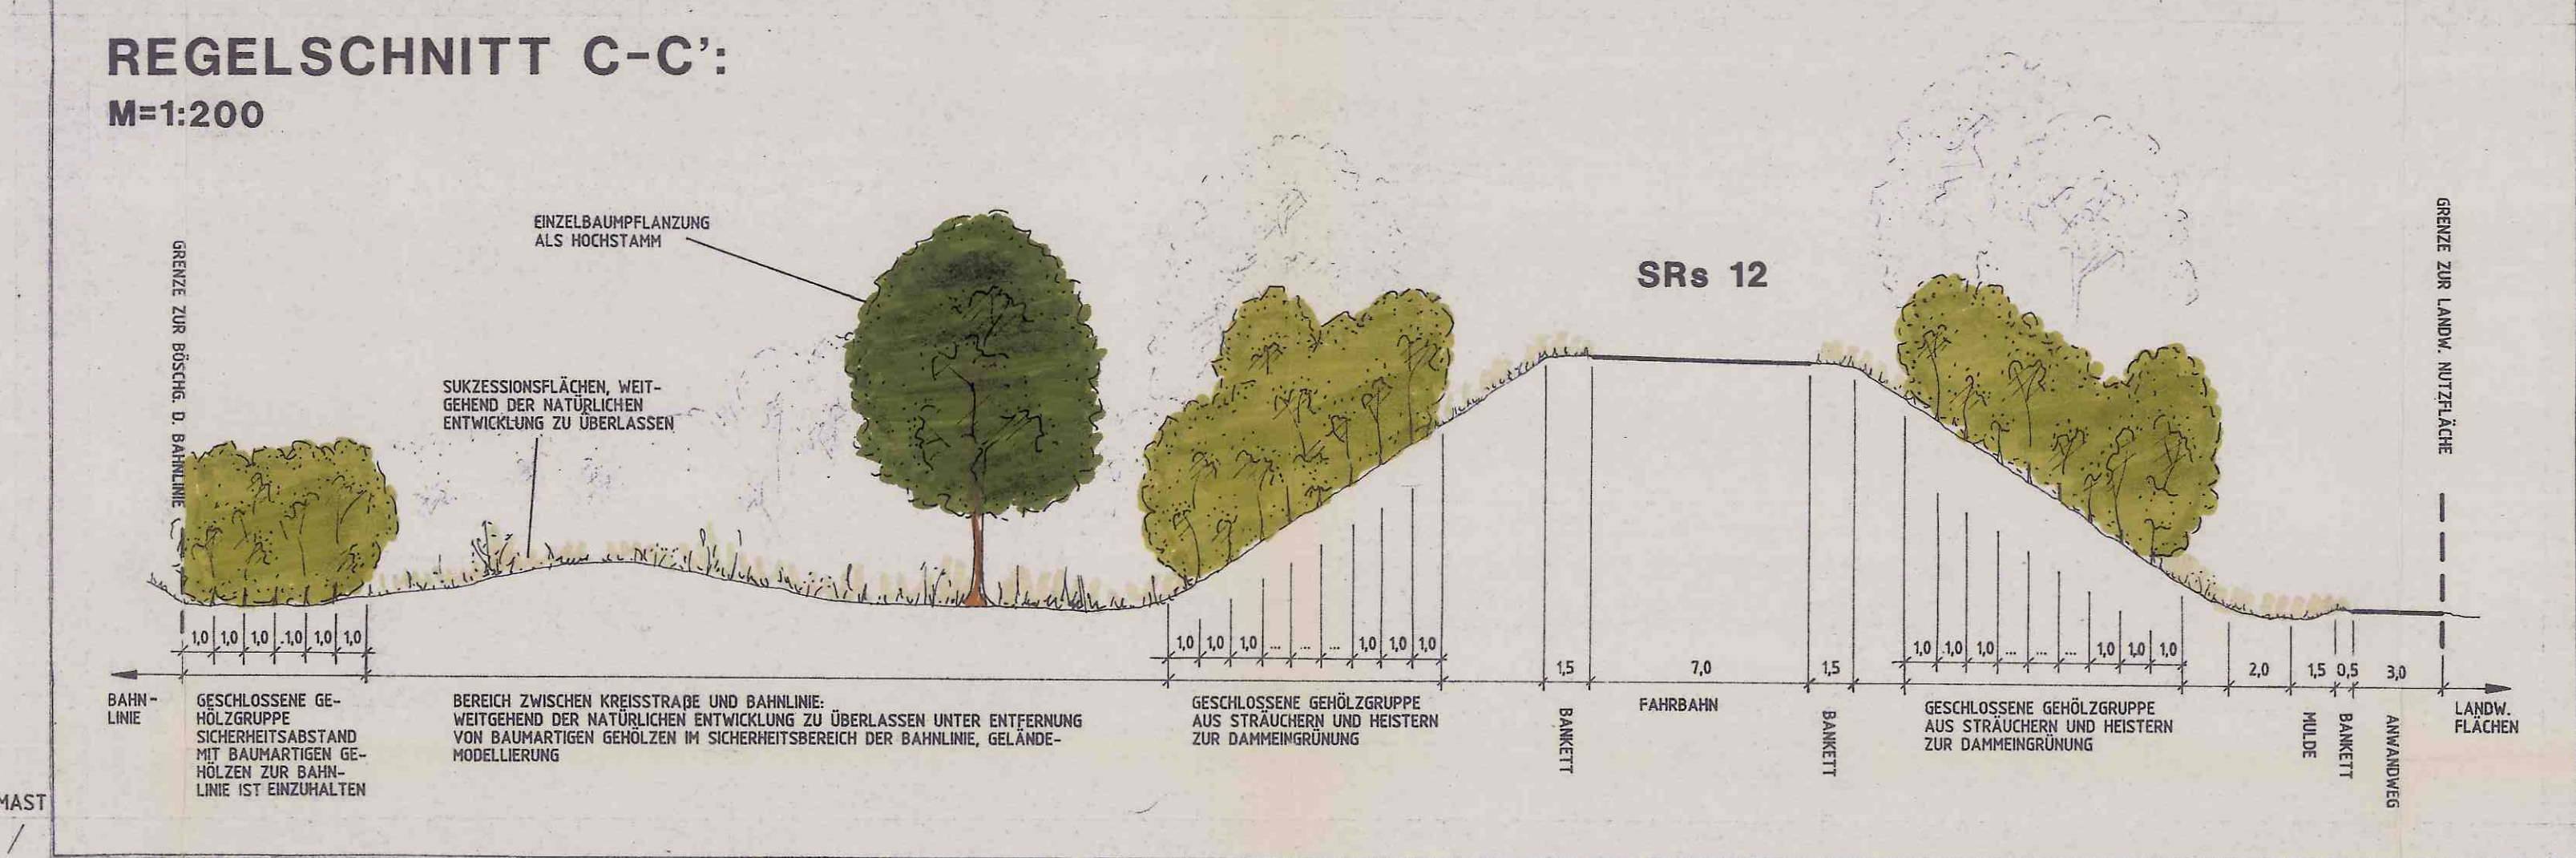 REGELSCHNITT C-C':
M=1:200
EINZELBAUMPFLANZUNG
ALS HOCHSTAMM
SUKZESSIONSFLÄCHEN, WEIT-
GEHEND DER NATÜRLICHEN
ENTWICKLUNG ZU ÜBERLASSEN
GRENZE ZUR BÖSCHG. D. BAHNLINIE
SRs 12
GRENZE ZUR LANDW. NUTZFLÄCHE
1,0 1,0 1,0 1,0 1,0 1,0
1,0 1,0 1,0 ... ... ... 1,0 1,0 1,0
1,5
7,0
1,5
1,0 1,0 1,0 ... ... ... 1,0 1,0 1,0
2,0
1,5
0,5
3,0
BAHN-
LINIE
GESCHLOSSENE GE-
HÖLZGRUPPE
SICHERHEITSABSTAND
MIT BAUMARTIGEN GE-
HÖLZEN ZUR BAHN-
LINIE IST EINZUHALTEN
BEREICH ZWISCHEN KREISSTRAßE UND BAHNLINIE:
WEITGEHEND DER NATÜRLICHEN ENTWICKLUNG ZU ÜBERLASSEN UNTER ENTFERNUNG
VON BAUMARTIGEN GEHÖLZEN IM SICHERHEITSBEREICH DER BAHNLINIE, GELÄNDE-
MODELLIERUNG
GESCHLOSSENE GEHÖLZGRUPPE
AUS STRÄUCHERN UND HEISTERN
ZUR DAMMEINGRÜNUNG
BANKETT
FAHRBAHN
BANKETT
GESCHLOSSENE GEHÖLZGRUPPE
AUS STRÄUCHERN UND HEISTERN
ZUR DAMMEINGRÜNUNG
MULDE
BANKETT
ANWANDWEG
LANDW.
FLÄCHEN
MAST